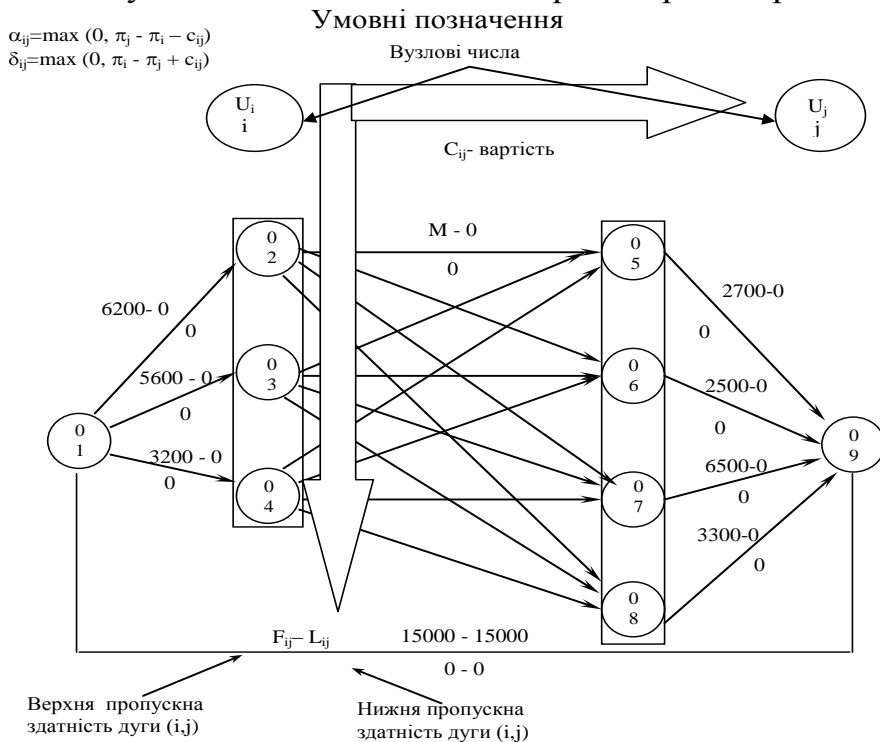 Умовні позначення
αij=max (0, πj - πi – cij)
δij=max (0, πi - πj + cij)
Вузлові числа
Ui
i
Uj
j
Cij- вартість
0
2
M - 0
0
0
5
6200- 0
0
2700-0
0
5600 - 0
0
0
3
0
6
2500-0
0
0
1
3200 - 0
0
0
9
6500-0
0
0
4
0
7
3300-0
0
0
8
Fij– Lij
15000 - 15000
0 - 0
Верхня пропускна
здатність дуги (i,j)
Нижня пропускна
здатність дуги (i,j)